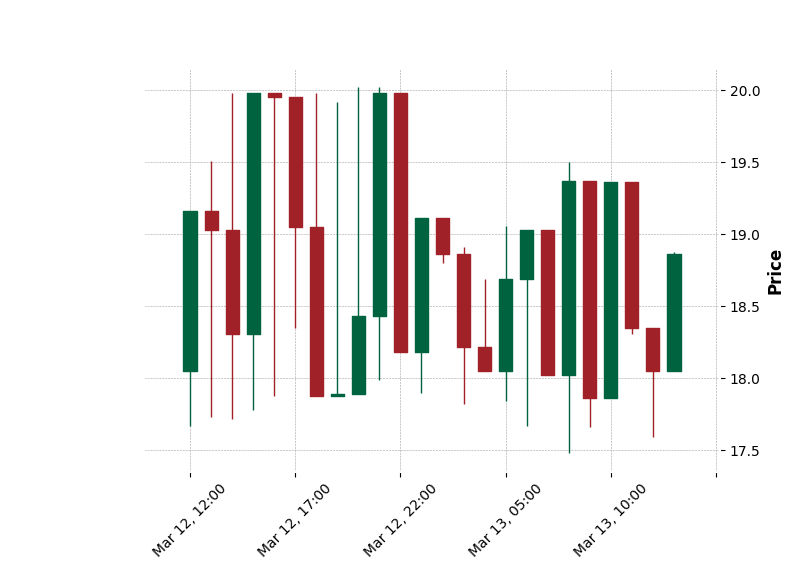 20.0
19.5
19.0
18.5
18.0
17.5
Price
Mar 12, 12:00
Mar 12, 17:00
Mar 12, 22:00
Mar 13, 05:00
Mar 13, 10:00